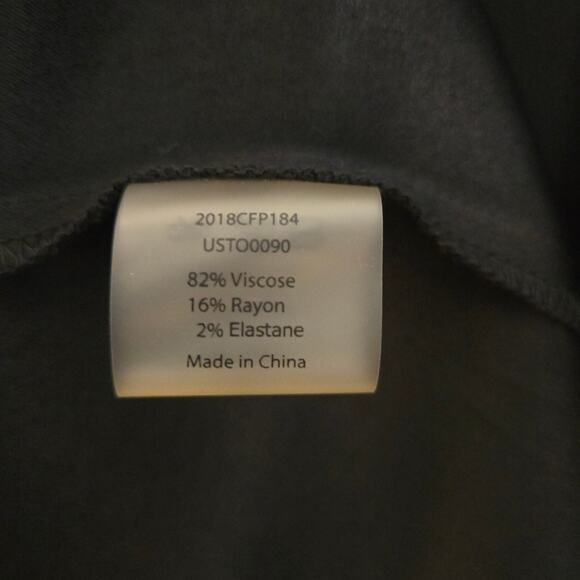 2018CFP184
USTO0090
82% Viscose
16% Rayon
2% Elastane
Made in China